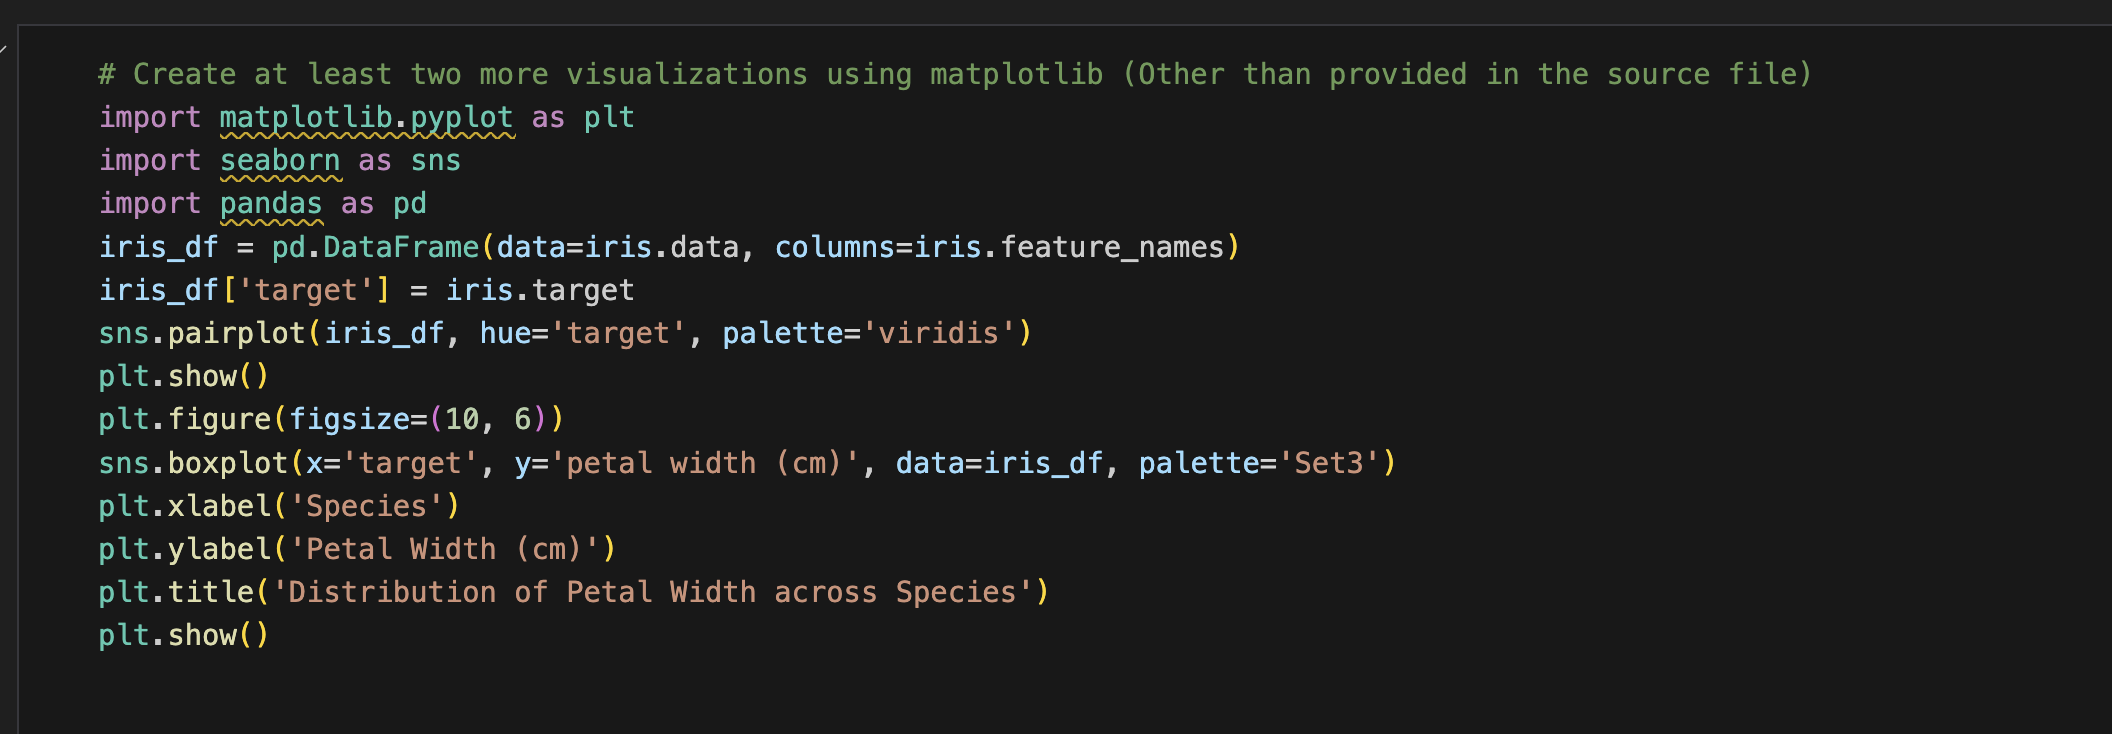 # Create at least two more visualizations using matplotlib (Other than provided in the source file)
import matplotlib.pyplot as plt
import seaborn as sns
import pandas as pd
iris_df = pd.DataFrame(data=iris.data, columns=iris.feature_names)
iris_df['target'] = iris.target
sns.pairplot(iris_df, hue='target', palette='viridis')
plt.show()
plt.figure(figsize=(10, 6))
sns.boxplot(x='target', y='petal width (cm)', data=iris_df, palette='Set3')
plt.xlabel('Species')
plt.ylabel('Petal Width (cm)')
plt.title('Distribution of Petal Width across Species')
plt.show()